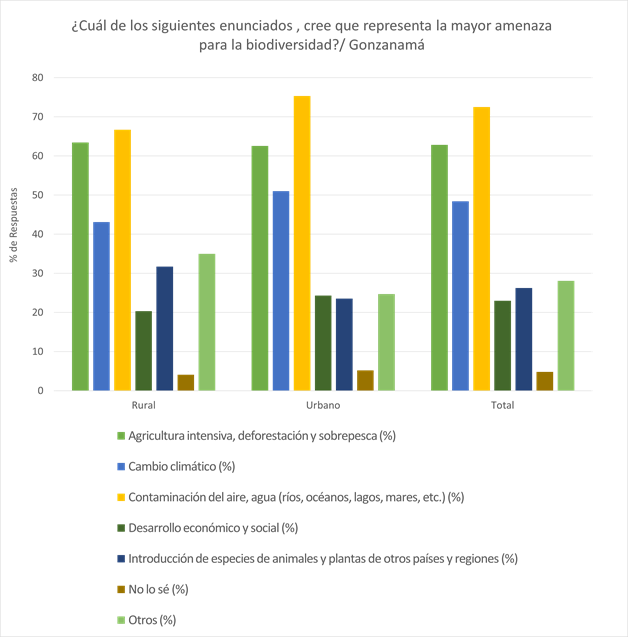 ¿Cuál de los siguientes enunciados , cree que representa la mayor amenaza
para la biodiversidad?/ Gonzanamá
% de Respuestas
80
70
60
50
40
30
20
10
0
Rural
Urbano
Total
Agricultura intensiva, deforestación y sobrepesca (%)
Cambio climático (%)
Contaminación del aire, agua (ríos, océanos, lagos, mares, etc.) (%)
Desarrollo económico y social (%)
Introducción de especies de animales y plantas de otros países y regiones (%)
No lo sé (%)
Otros (%)